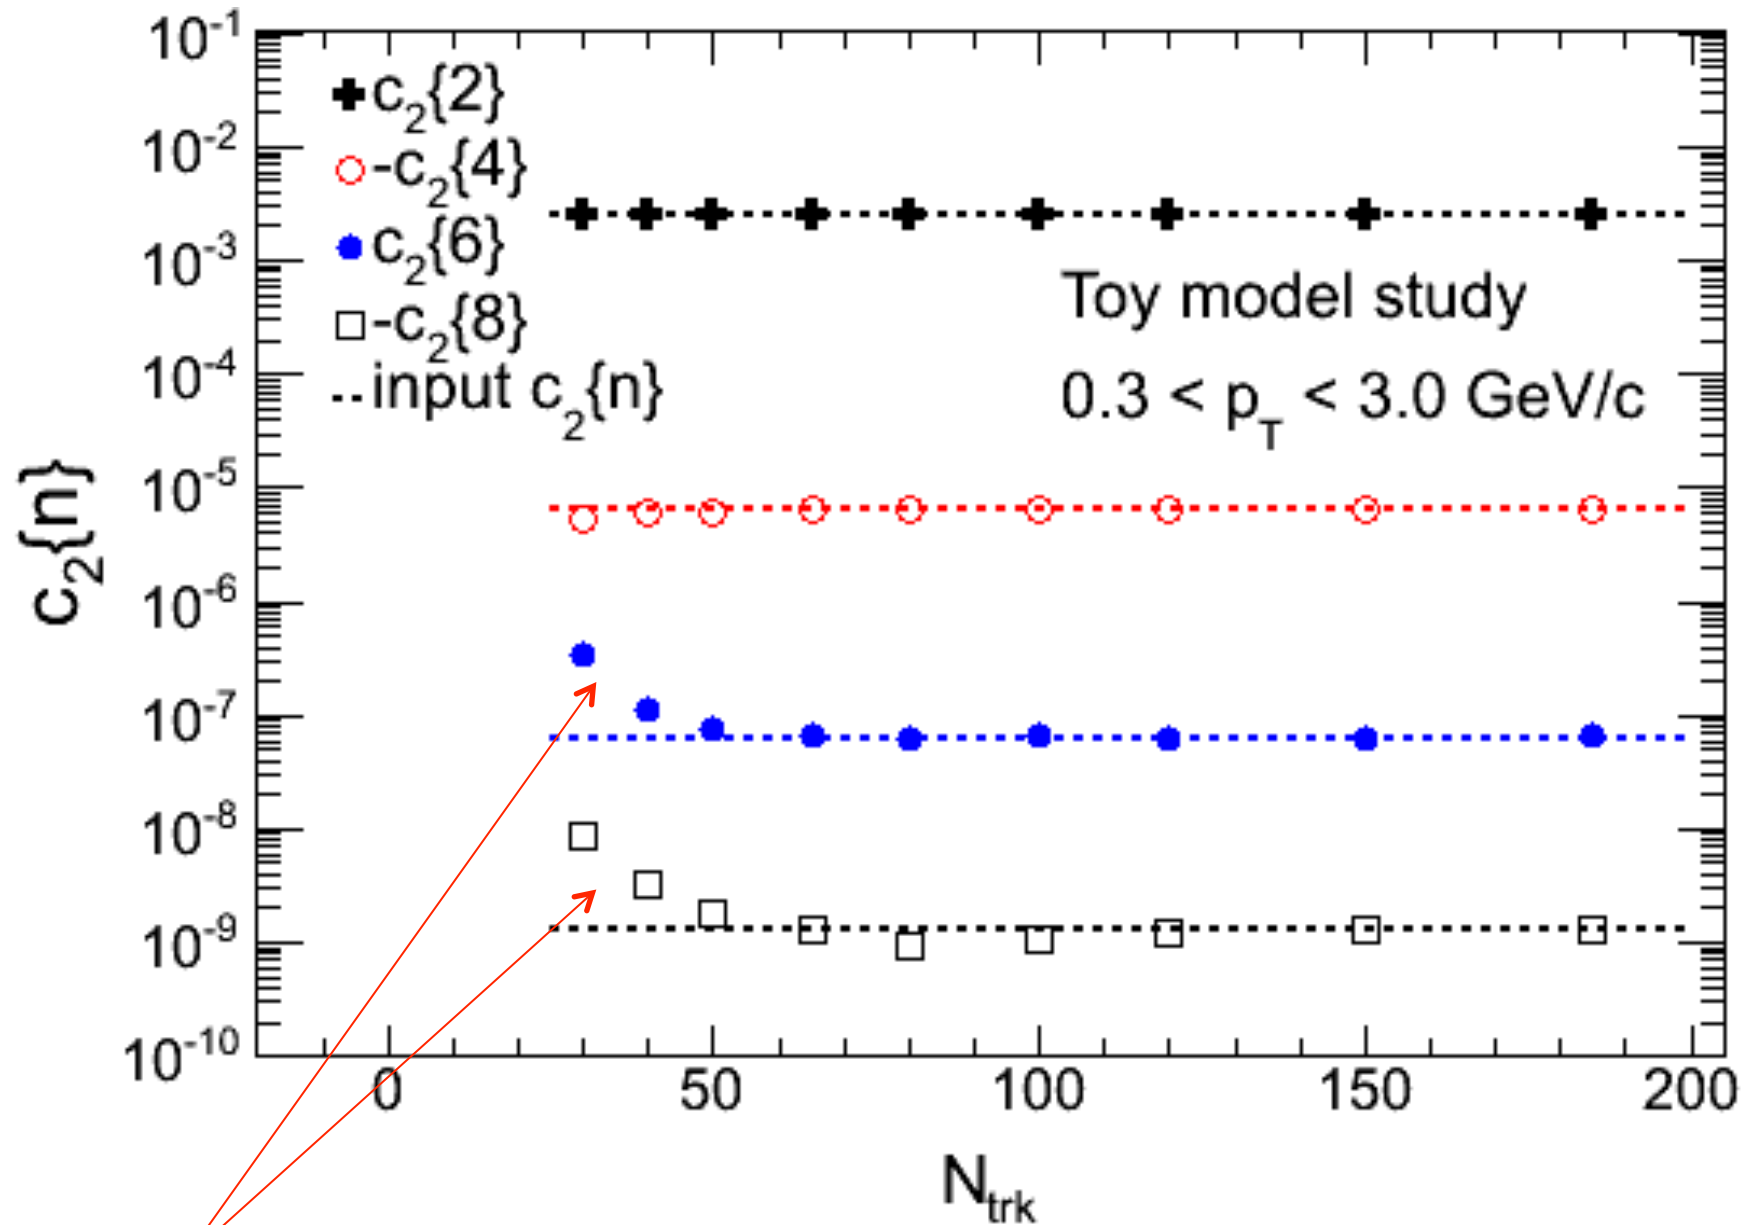 10⁻¹
10⁻²
10⁻³
10⁻⁴
10⁻⁵
10⁻⁶
10⁻⁷
10⁻⁸
10⁻⁹
10⁻¹⁰
c₂{n}
c₂{2}
-c₂{4}
c₂{6}
-c₂{8}
input c₂{n}
Toy model study
0.3 < p_T < 3.0 GeV/c
0 50 100 150 200
N_trk